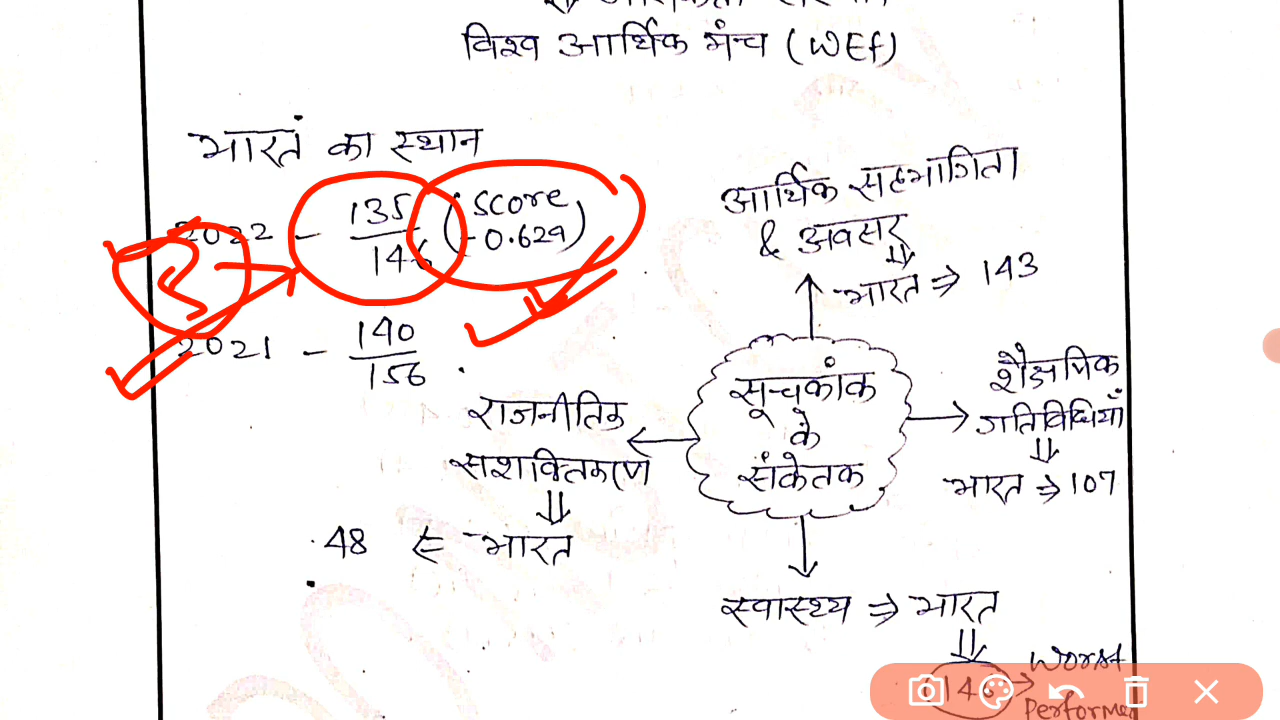 विश्व आर्थिक मंच (WEF)
भारत का स्थान
2022 - 135/146 (Score - 0.629)
2021 - 140/156
आर्थिक सहभागिता
& अवसर
भारत ⇒ 143
सूचकांक
के
संकेतक
शैक्षणिक
गतिविधियाँ
भारत ⇒ 107
राजनीतिक
सशक्तिकरण
48 ⇐ भारत
स्वास्थ्य ⇒ भारत
146 → Worst
Performer